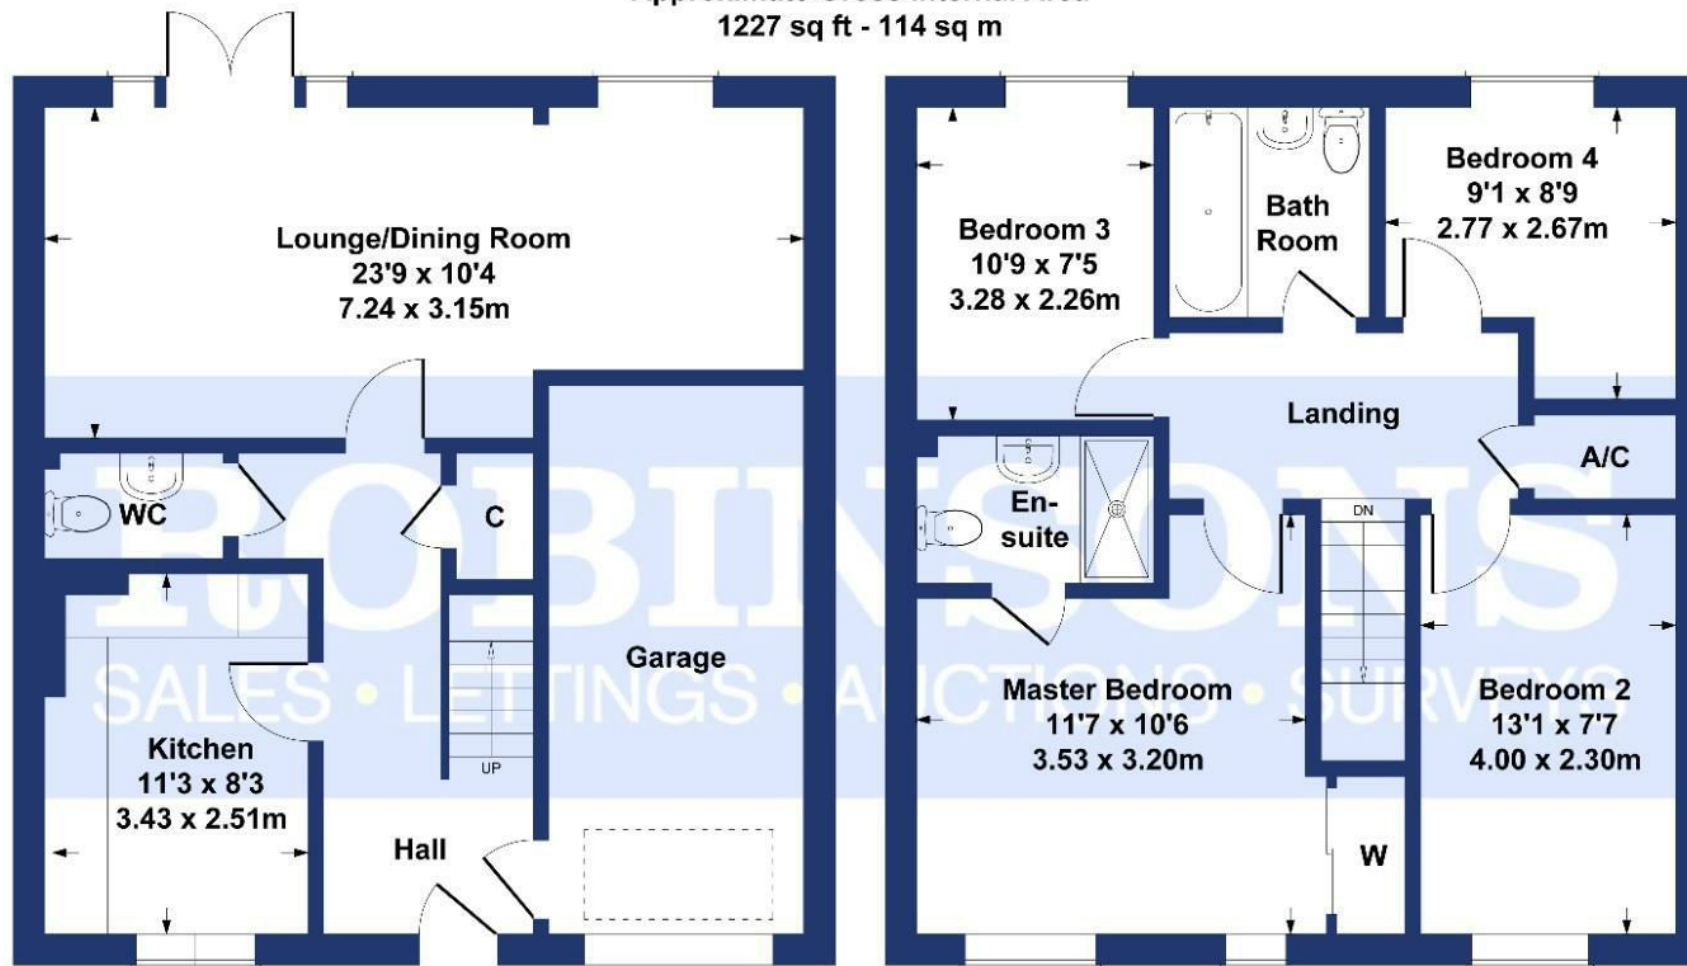 1227 sq ft - 114 sq m
Lounge/Dining Room
23'9 x 10'4
7.24 x 3.15m
WC
C
Kitchen
11'3 x 8'3
3.43 x 2.51m
UP
Hall
Garage
Bedroom 3
10'9 x 7'5
3.28 x 2.26m
Bath
Room
Bedroom 4
9'1 x 8'9
2.77 x 2.67m
Landing
A/C
En-
suite
DN
Master Bedroom
11'7 x 10'6
3.53 x 3.20m
Bedroom 2
13'1 x 7'7
4.00 x 2.30m
W
ROBINSONS
SALES • LETTINGS • AUCTIONS • SURVEYS